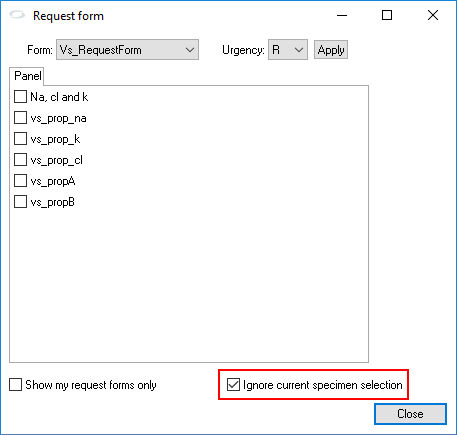 Request form
Form: Vs_RequestForm Urgency: R Apply
Panel
Na, cl and k
vs_prop_na
vs_prop_k
vs_prop_cl
vs_propA
vs_propB
Show my request forms only Ignore current specimen selection
Close